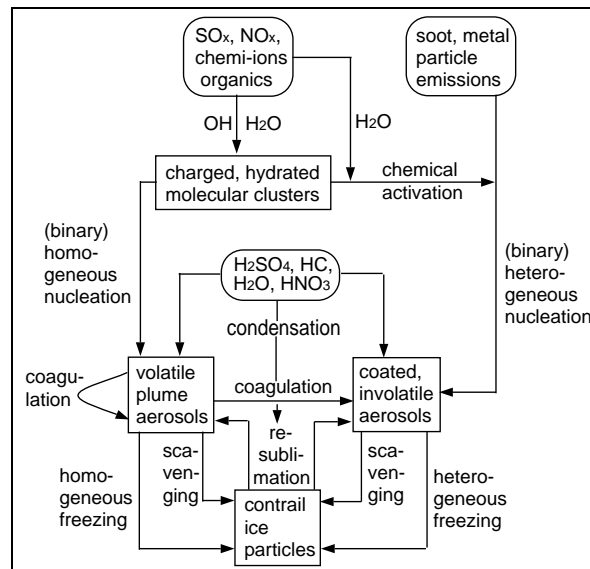 SOx, NOx,
chemi-ions
organics
soot, metal
particle
emissions
OH H2O
H2O
charged, hydrated
molecular clusters
chemical
activation
(binary)
homo-
geneous
nucleation
(binary)
hetero-
geneous
nucleation
H2SO4, HC,
H2O, HNO3
condensation
coagu-
lation
volatile
plume
aerosols
coagulation
coated,
involatile
aerosols
re-
subli-
mation
homo-
geneous
freezing
sca-
ven-
ging
contrail
ice
particles
sca-
ven-
ging
hetero-
geneous
freezing